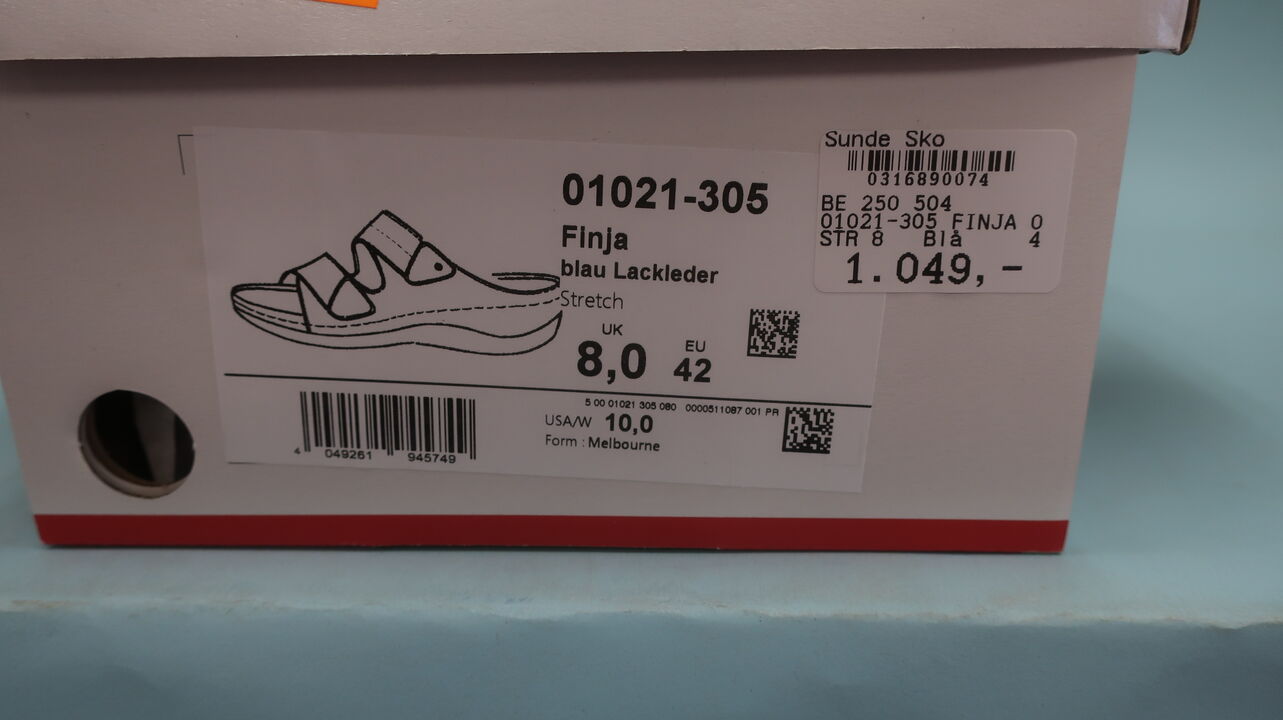 Sunde Sko
0316890074
BE 250 504
01021-305 FINJA 0
STR 8 Blå 4
1.049,-
01021-305
Finja
blau Lackleder
Stretch
UK
8,0
EU
42
5 00 01021 305 080 0000511087 001 PR
USA/W 10,0
Form : Melbourne
4 049261 945749